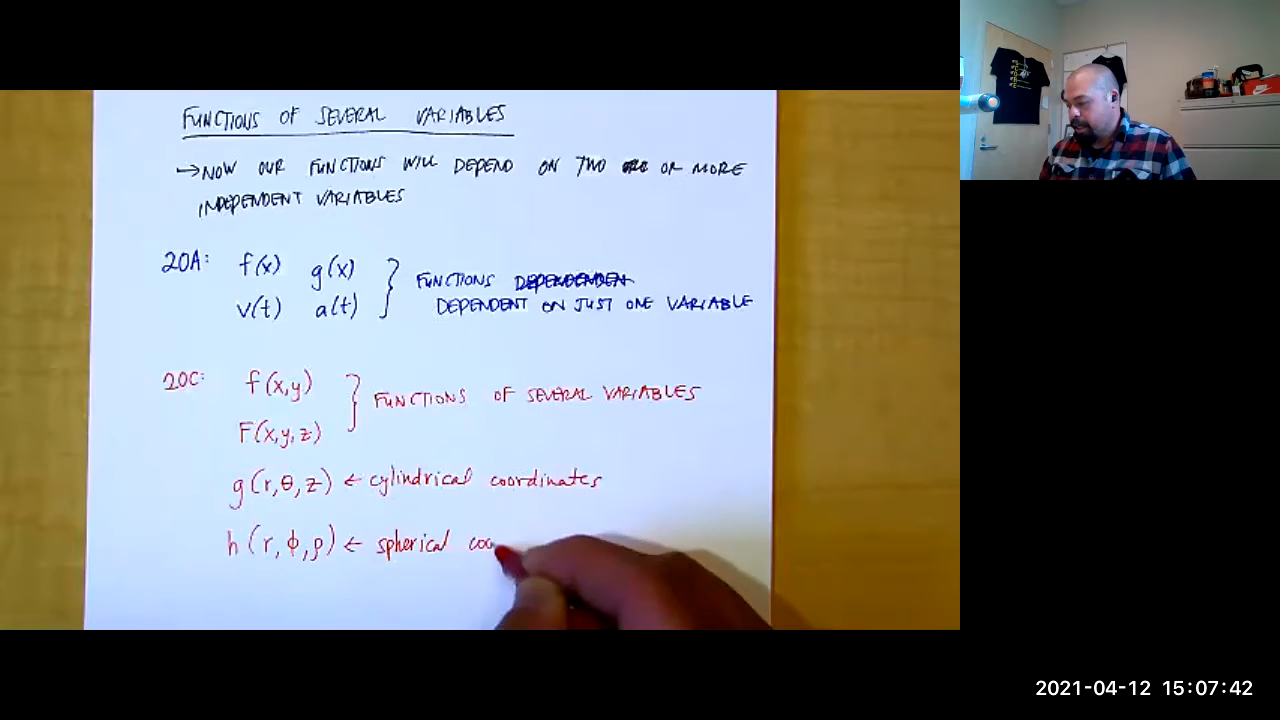 FUNCTIONS OF SEVERAL VARIABLES
→ NOW OUR FUNCTIONS WILL DEPEND ON TWO OR MORE
INDEPENDENT VARIABLES
20A: f(x) g(x) } FUNCTIONS
v(t) a(t) DEPENDENT ON JUST ONE VARIABLE
20C: f(x,y) } FUNCTIONS OF SEVERAL VARIABLES
F(x,y,z)
g(r,θ,z) ← cylindrical coordinates
h(r,φ,ρ) ← spherical coo
2021-04-12 15:07:42